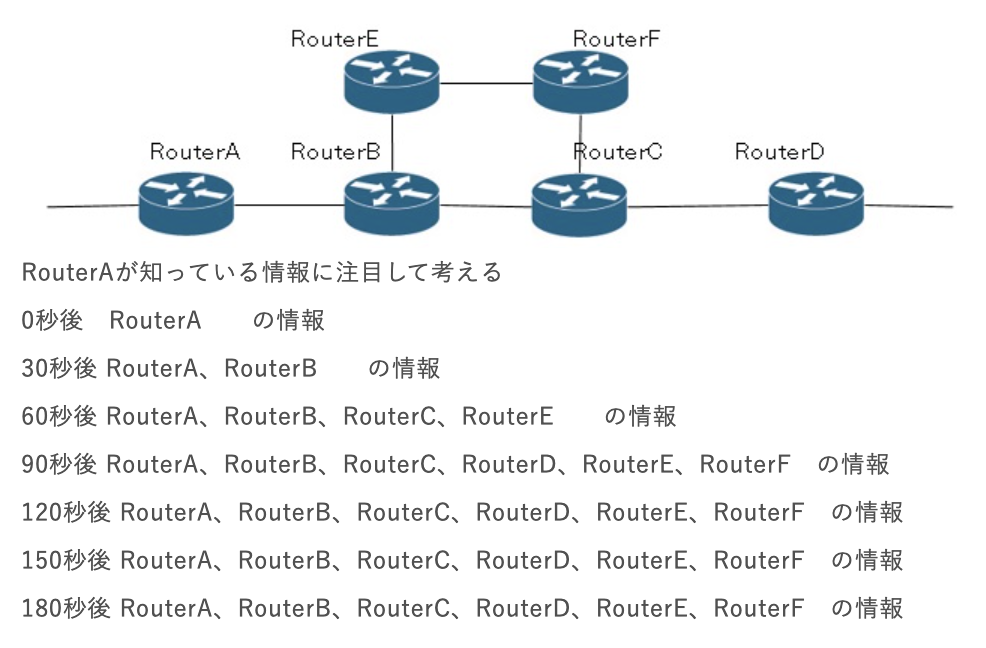 RouterE RouterF
RouterA RouterB RouterC RouterD
RouterAが知っている情報に注目して考える
0秒後　RouterA　　の情報
30秒後 RouterA、RouterB　　の情報
60秒後 RouterA、RouterB、RouterC、RouterE　　の情報
90秒後 RouterA、RouterB、RouterC、RouterD、RouterE、RouterF　の情報
120秒後 RouterA、RouterB、RouterC、RouterD、RouterE、RouterF　の情報
150秒後 RouterA、RouterB、RouterC、RouterD、RouterE、RouterF　の情報
180秒後 RouterA、RouterB、RouterC、RouterD、RouterE、RouterF　の情報